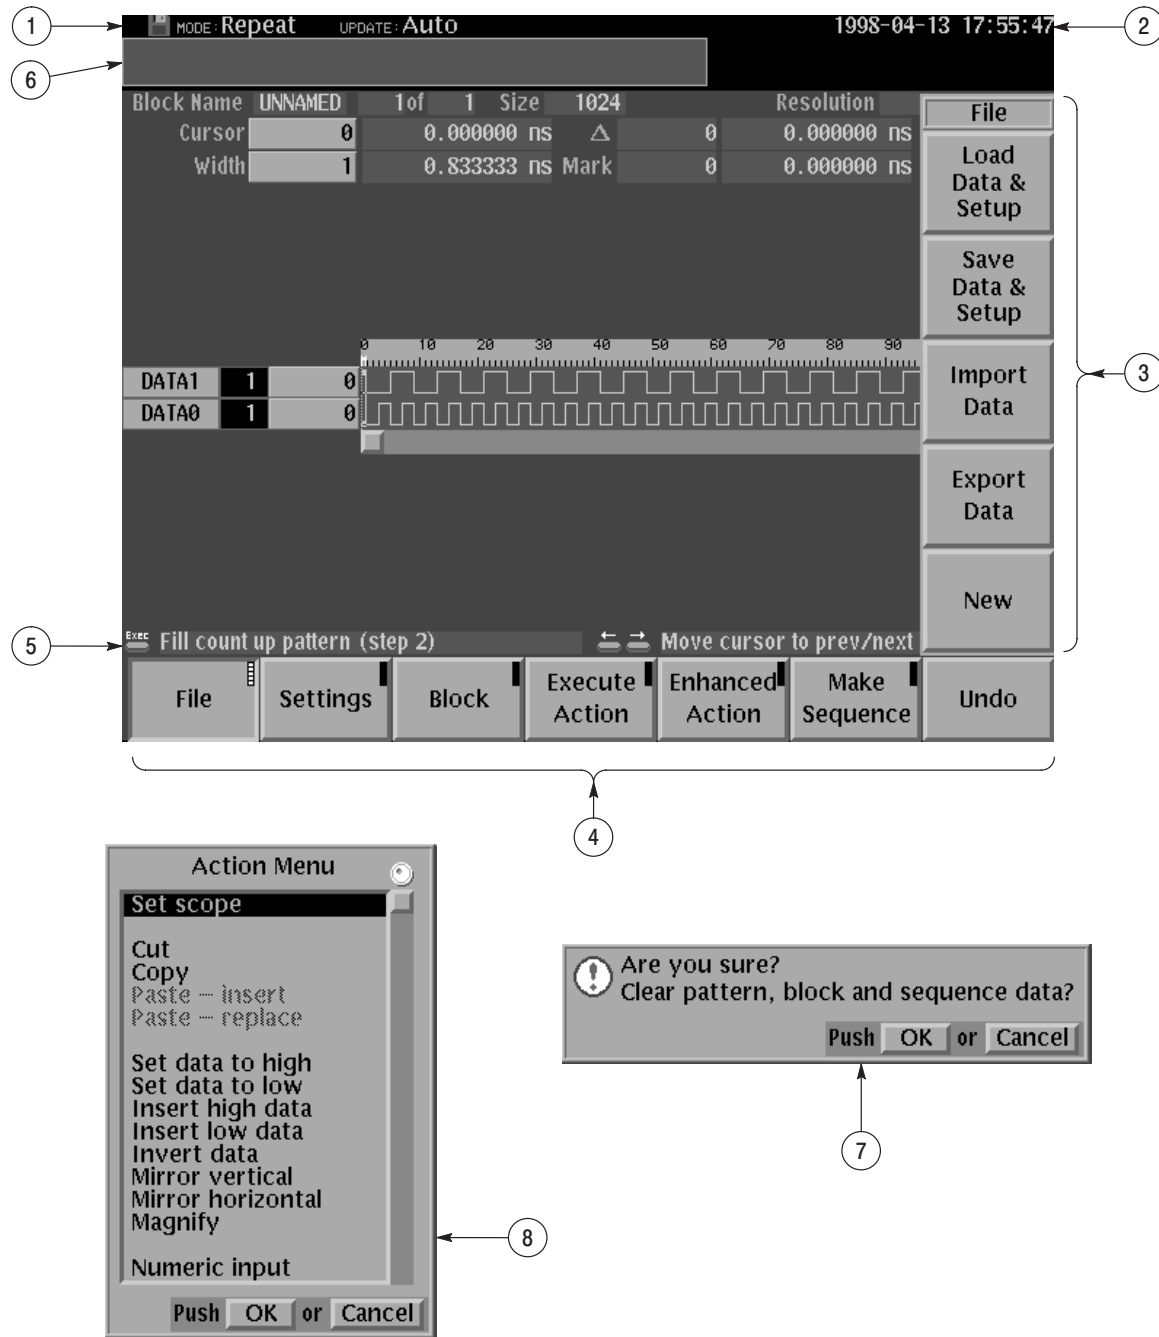 1 MODE:Repeat UPDATE:Auto 1998-04-13 17:55:47 2
6
Block Name UNNAMED 1of 1 Size 1024 Resolution
Cursor 0 0.000000 ns Δ 0 0.000000 ns
Width 1 0.833333 ns Mark 0 0.000000 ns
File
Load
Data &
Setup
Save
Data &
Setup
Import
Data
Export
Data
New
3
0 10 20 30 40 50 60 70 80 90
DATA1 1 0
DATA0 1 0
5 Exec Fill count up pattern (step 2) ← → Move cursor to prev/next
File
Settings
Block
Execute
Action
Enhanced
Action
Make
Sequence
Undo
4
Action Menu
Set scope
Cut
Copy
Paste – insert
Paste – replace
Set data to high
Set data to low
Insert high data
Insert low data
Invert data
Mirror vertical
Mirror horizontal
Magnify
Numeric input
Push OK or Cancel
8
Are you sure?
Clear pattern, block and sequence data?
Push OK or Cancel
7